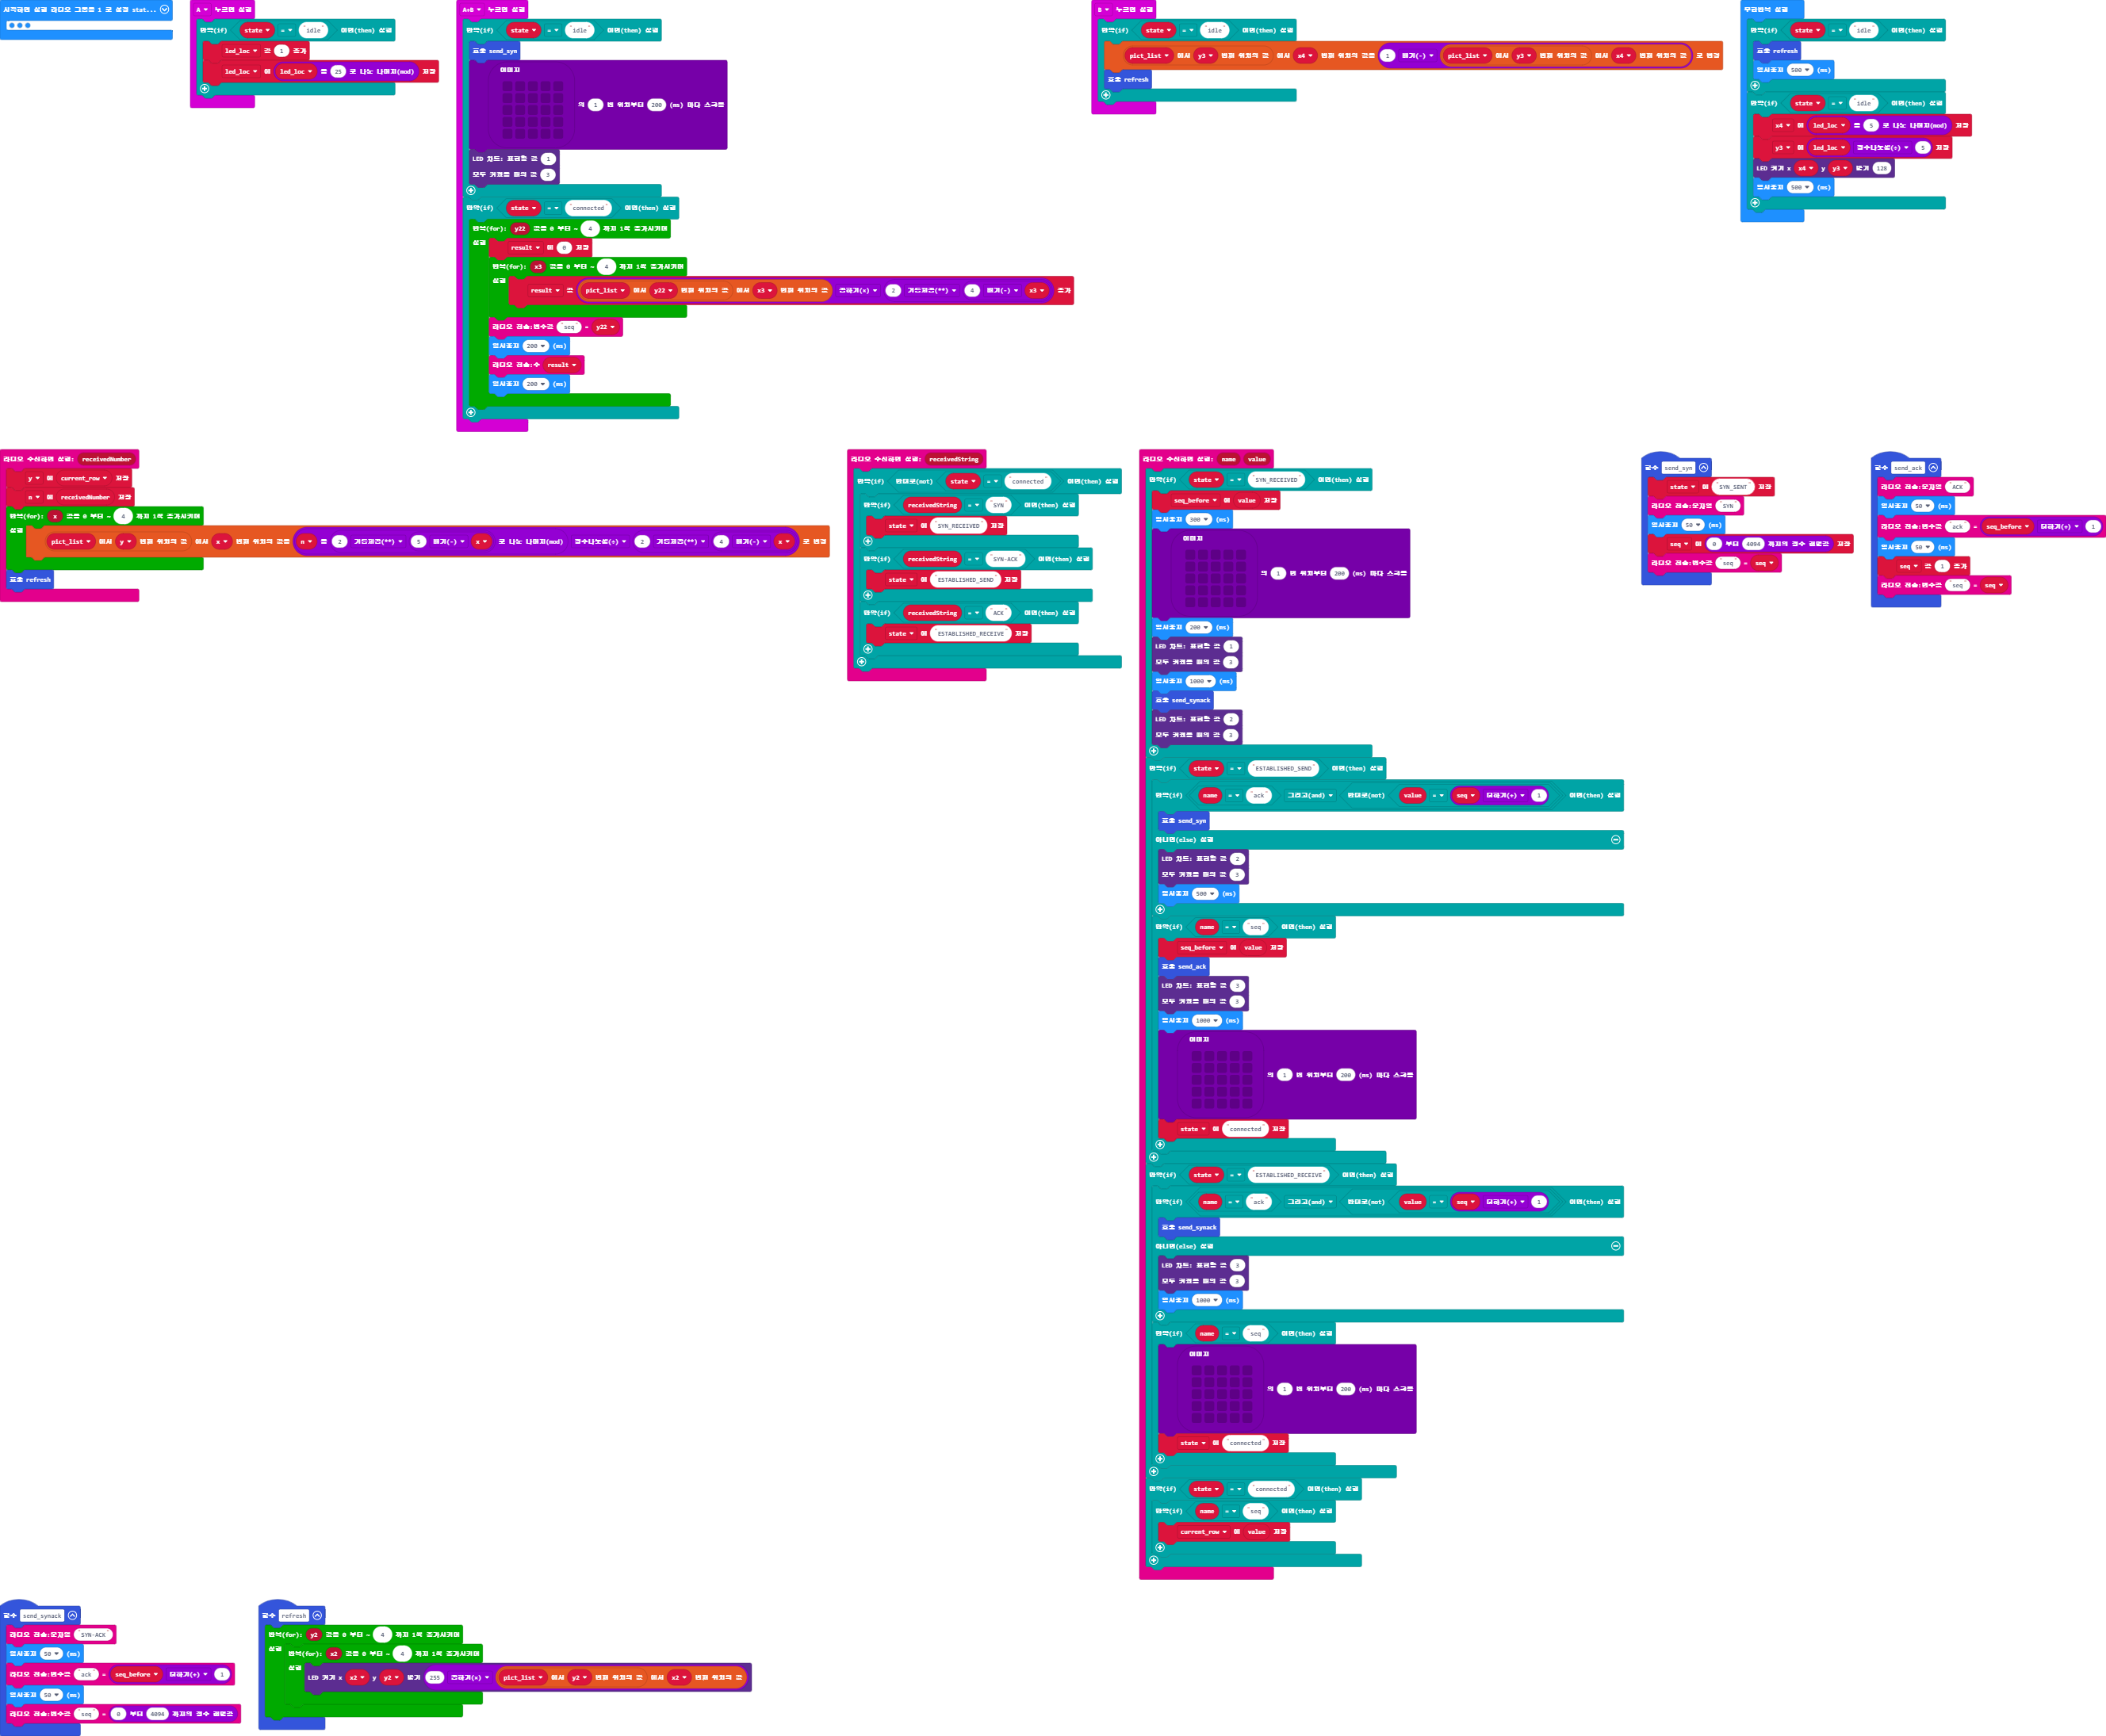 시작하면 실행 라디오 그룹을 1 로 설정 stat...
A 누르면 실행
만약(if) state = "idle" 이면(then) 실행
led_loc 값 1 증가
led_loc 에 led_loc 를 25 로 나눈 나머지(mod) 저장
A+B 누르면 실행
만약(if) state = "idle" 이면(then) 실행
호출 send_syn
이미지
의 1 번 위치부터 200 (ms) 마다 스크롤
LED 차트: 표려할 값 1
모두 켜졌을 때의 값 3
만약(if) state = "connected" 이면(then) 실행
반복(for): y22 값을 0 부터 ~ 4 까지 1씩 증가시키며
실행
result 에 0 저장
반복(for): x3 값을 0 부터 ~ 4 까지 1씩 증가시키며
실행
result 값 pict_list 에서 y22 번째 위치의 값 에서 x3 번째 위치의 값 곱하기(×) 2 거듭제곱(**) 4 빼기(-) x3 증가
라디오 전송:변수값 "seq" = y22
일시중지 200 (ms)
라디오 전송:수 result
일시중지 200 (ms)
B 누르면 실행
만약(if) state = "idle" 이면(then) 실행
pict_list 에서 y3 번째 위치의 값 에서 x4 번째 위치의 값을 1 빼기(-) pict_list 에서 y3 번째 위치의 값 에서 x4 번째 위치의 값 로 변경
호출 refresh
무한반복 실행
만약(if) state = "idle" 이면(then) 실행
호출 refresh
일시중지 500 (ms)
만약(if) state = "idle" 이면(then) 실행
x4 에 led_loc 를 5 로 나눈 나머지(mod) 저장
y3 에 led_loc 정수나눗셈(÷) 5 저장
LED 켜기 x x4 y y3 밝기 128
일시중지 500 (ms)
라디오 수신하면 실행: receivedNumber
y 에 current_row 저장
n 에 receivedNumber 저장
반복(for): x 값을 0 부터 ~ 4 까지 1씩 증가시키며
실행
pict_list 에서 y 번째 위치의 값 에서 x 번째 위치의 값을 n 를 2 거듭제곱(**) 5 빼기(-) x 로 나눈 나머지(mod) 정수나눗셈(÷) 2 거듭제곱(**) 4 빼기(-) x 로 변경
호출 refresh
라디오 수신하면 실행: receivedString
만약(if) 반대로(not) state = "connected" 이면(then) 실행
만약(if) receivedString = "SYN" 이면(then) 실행
state 에 "SYN_RECEIVED" 저장
만약(if) receivedString = "SYN-ACK" 이면(then) 실행
state 에 "ESTABLISHED_SEND" 저장
만약(if) receivedString = "ACK" 이면(then) 실행
state 에 "ESTABLISHED_RECEIVE" 저장
라디오 수신하면 실행: name value
만약(if) state = "SYN_RECEIVED" 이면(then) 실행
seq_before 에 value 저장
일시중지 300 (ms)
이미지
의 1 번 위치부터 200 (ms) 마다 스크롤
일시중지 200 (ms)
LED 차트: 표려할 값 1
모두 켜졌을 때의 값 3
일시중지 1000 (ms)
호출 send_synack
LED 차트: 표려할 값 2
모두 켜졌을 때의 값 3
만약(if) state = "ESTABLISHED_SEND" 이면(then) 실행
만약(if) name = "ack" 그리고(and) 반대로(not) value = seq 더하기(+) 1 이면(then) 실행
호출 send_syn
아니면(else) 실행
LED 차트: 표려할 값 2
모두 켜졌을 때의 값 3
일시중지 500 (ms)
만약(if) name = "seq" 이면(then) 실행
seq_before 에 value 저장
호출 send_ack
LED 차트: 표려할 값 3
모두 켜졌을 때의 값 3
일시중지 1000 (ms)
이미지
의 1 번 위치부터 200 (ms) 마다 스크롤
state 에 "connected" 저장
만약(if) state = "ESTABLISHED_RECEIVE" 이면(then) 실행
만약(if) name = "ack" 그리고(and) 반대로(not) value = seq 더하기(+) 1 이면(then) 실행
호출 send_synack
아니면(else) 실행
LED 차트: 표려할 값 3
모두 켜졌을 때의 값 3
일시중지 1000 (ms)
만약(if) name = "seq" 이면(then) 실행
이미지
의 1 번 위치부터 200 (ms) 마다 스크롤
state 에 "connected" 저장
만약(if) state = "connected" 이면(then) 실행
만약(if) name = "seq" 이면(then) 실행
current_row 에 value 저장
함수 send_syn
state 에 "SYN_SENT" 저장
라디오 전송:문자열 "SYN"
일시중지 50 (ms)
seq 에 0 부터 4094 까지의 정수 랜덤값 저장
라디오 전송:변수값 "seq" = seq
함수 send_ack
라디오 전송:문자열 "ACK"
일시중지 50 (ms)
라디오 전송:변수값 "ack" = seq_before 더하기(+) 1
일시중지 50 (ms)
seq 값 1 증가
라디오 전송:변수값 "seq" = seq
함수 send_synack
라디오 전송:문자열 "SYN-ACK"
일시중지 50 (ms)
라디오 전송:변수값 "ack" = seq_before 더하기(+) 1
일시중지 50 (ms)
라디오 전송:변수값 "seq" = 0 부터 4094 까지의 정수 랜덤값
함수 refresh
반복(for): y2 값을 0 부터 ~ 4 까지 1씩 증가시키며
실행
반복(for): x2 값을 0 부터 ~ 4 까지 1씩 증가시키며
실행
LED 켜기 x x2 y y2 밝기 255 곱하기(×) pict_list 에서 y2 번째 위치의 값 에서 x2 번째 위치의 값